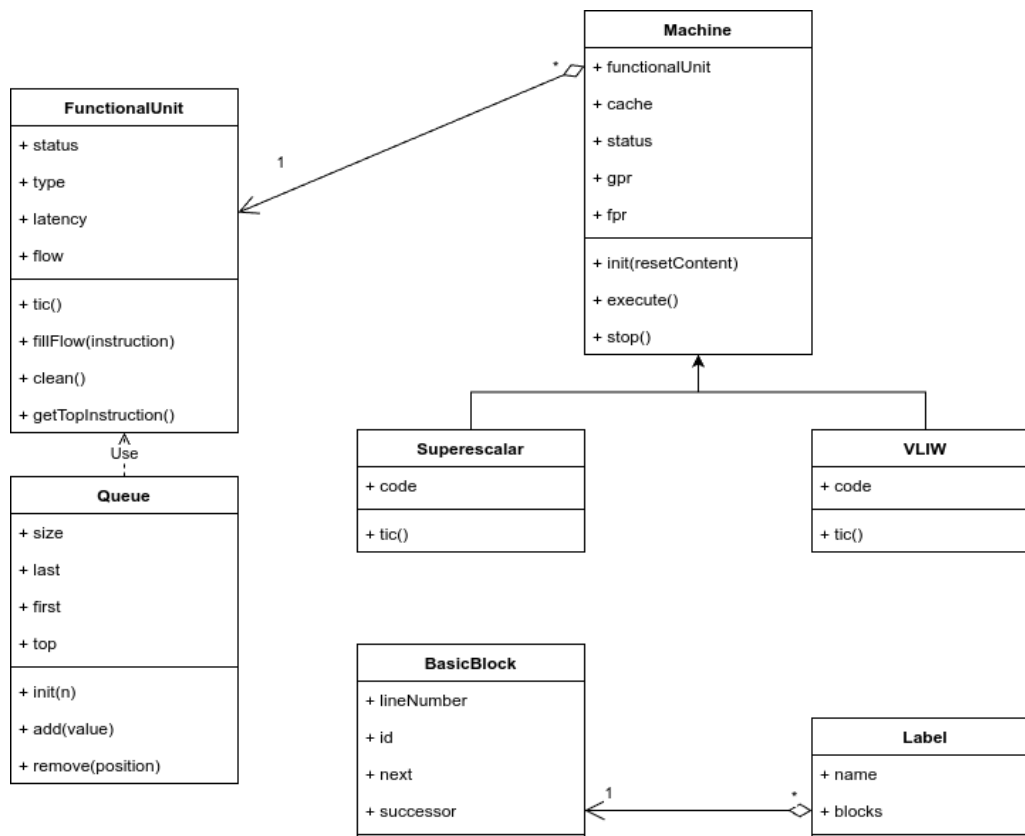 Machine
+ functionalUnit
+ cache
+ status
+ gpr
+ fpr
+ init(resetContent)
+ execute()
+ stop()
*
1
FunctionalUnit
+ status
+ type
+ latency
+ flow
+ tic()
+ fillFlow(instruction)
+ clean()
+ getTopInstruction()
Use
Queue
+ size
+ last
+ first
+ top
+ init(n)
+ add(value)
+ remove(position)
Superescalar
+ code
+ tic()
VLIW
+ code
+ tic()
BasicBlock
+ lineNumber
+ id
+ next
+ successor
1
*
Label
+ name
+ blocks